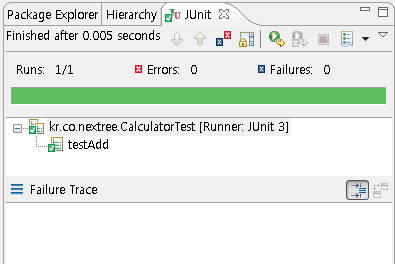 Package Explorer Hierarchy JUnit
Finished after 0.005 seconds
Runs: 1/1 Errors: 0 Failures: 0
kr.co.nextree.CalculatorTest [Runner: JUnit 3]
testAdd
Failure Trace